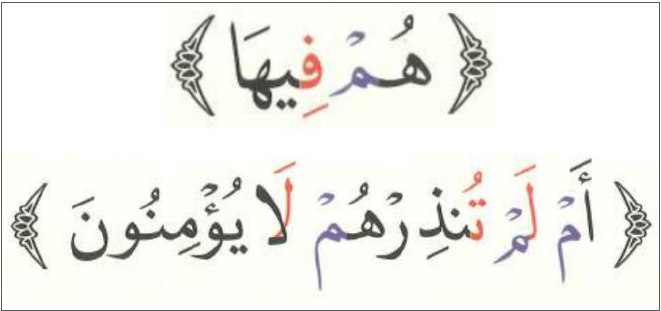 ﴿ هُمْ فِيهَا ﴾
﴿ أَمْ لَمْ تُنذِرْهُمْ لَا يُؤْمِنُونَ ﴾